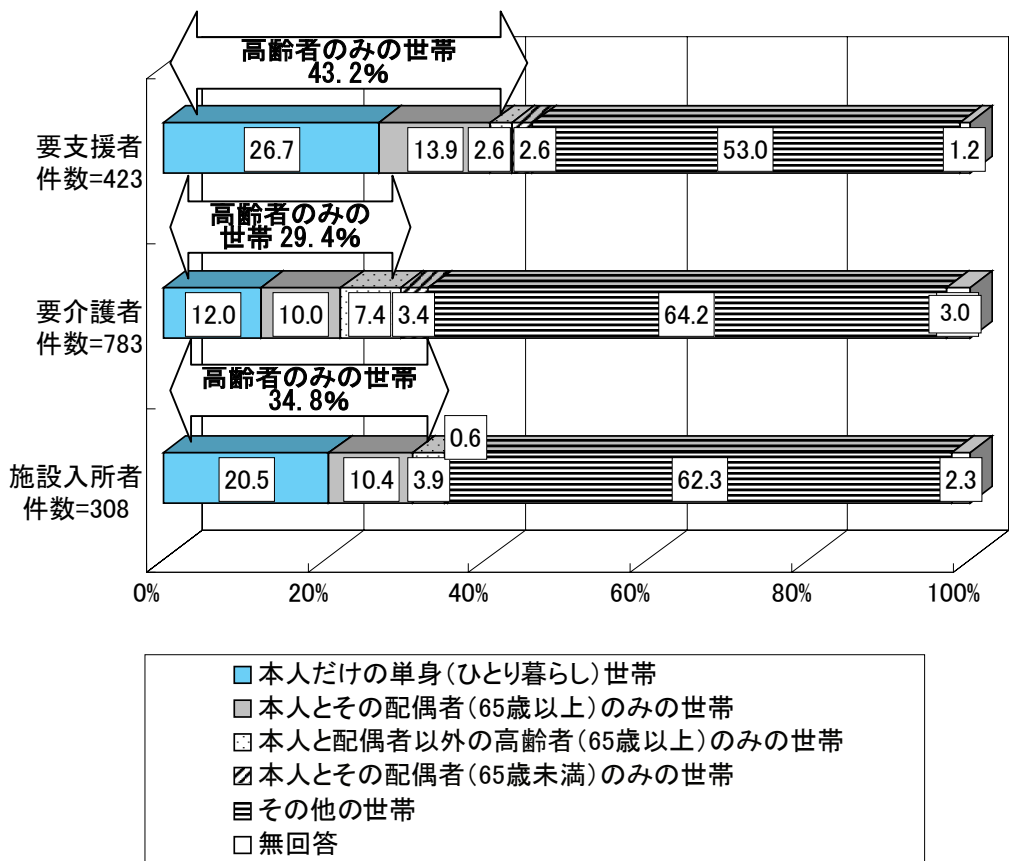 高齢者のみの世帯
43.2%
要支援者
件数=423
26.7
13.9
2.6
2.6
53.0
1.2
高齢者のみの
世帯 29.4%
要介護者
件数=783
12.0
10.0
7.4
3.4
64.2
3.0
高齢者のみの世帯
34.8%
施設入所者
件数=308
20.5
10.4
3.9
0.6
62.3
2.3
0%
20%
40%
60%
80%
100%
本人だけの単身(ひとり暮らし)世帯
本人とその配偶者(65歳以上)のみの世帯
本人と配偶者以外の高齢者(65歳以上)のみの世帯
本人とその配偶者(65歳未満)のみの世帯
その他の世帯
無回答